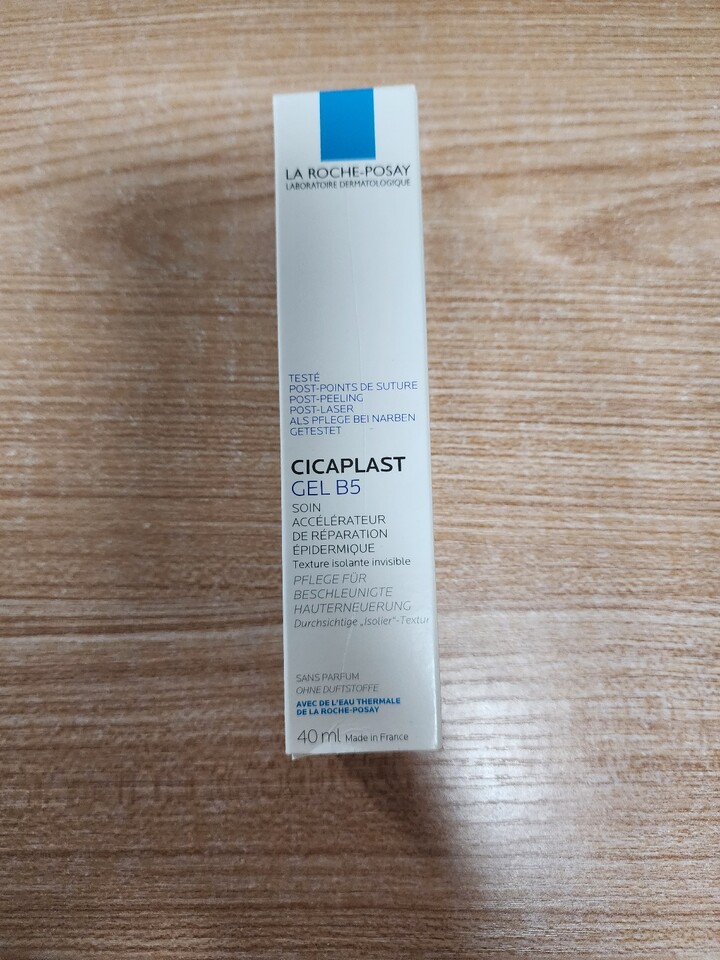 LA ROCHE-POSAY
LABORATOIRE DERMATOLOGIQUE
TESTÉ
POST-POINTS DE SUTURE
POST-PEELING
POST-LASER
ALS PFLEGE BEI NARBEN
GETESTET
CICAPLAST
GEL B5
SOIN
ACCÉLÉRATEUR
DE RÉPARATION
ÉPIDERMIQUE
Texture isolante invisible
PFLEGE FÜR
BESCHLEUNIGTE
HAUTERNEUERUNG
Durchsichtige „Isolier"-Textur
SANS PARFUM
OHNE DUFTSTOFFE
AVEC DE L'EAU THERMALE
DE LA ROCHE-POSAY
40 ml Made in France